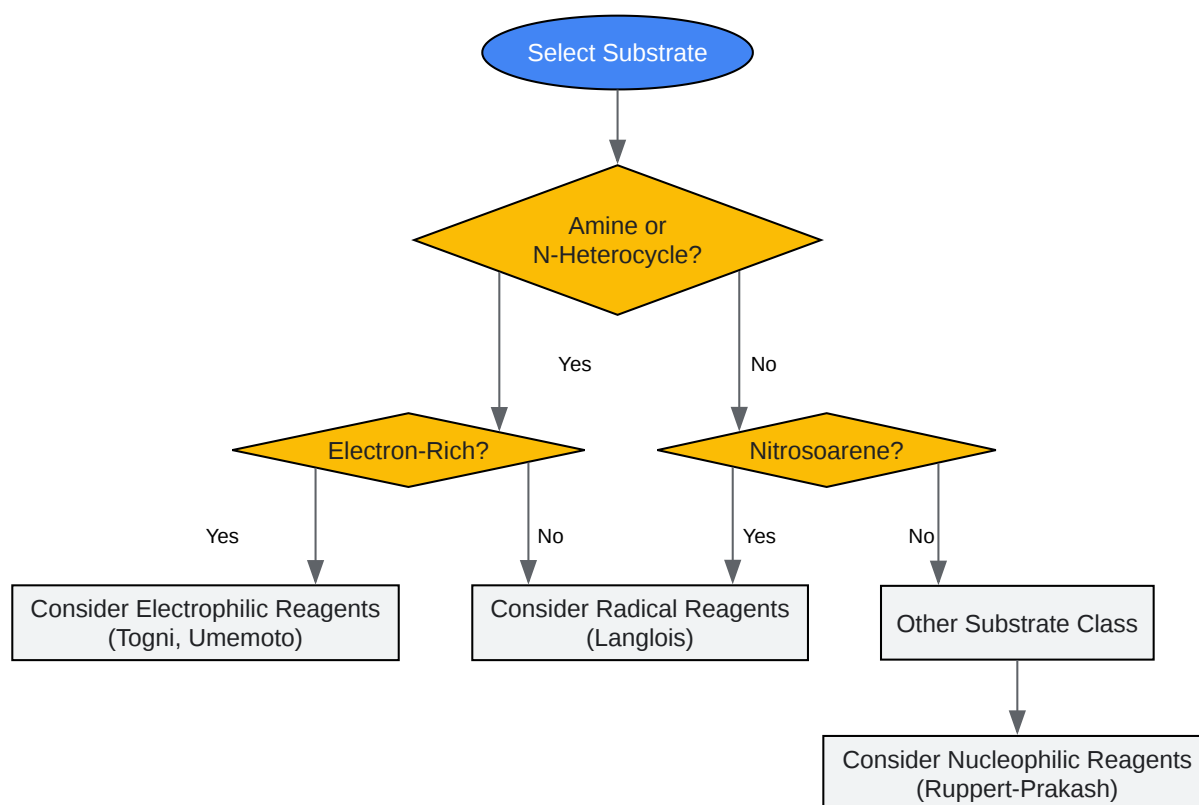 Select Substrate
Amine or
N-Heterocycle?
Yes
No
Electron-Rich?
Nitrosoarene?
Yes
No
Yes
No
Consider Electrophilic Reagents
(Togni, Umemoto)
Consider Radical Reagents
(Langlois)
Other Substrate Class
Consider Nucleophilic Reagents
(Ruppert-Prakash)